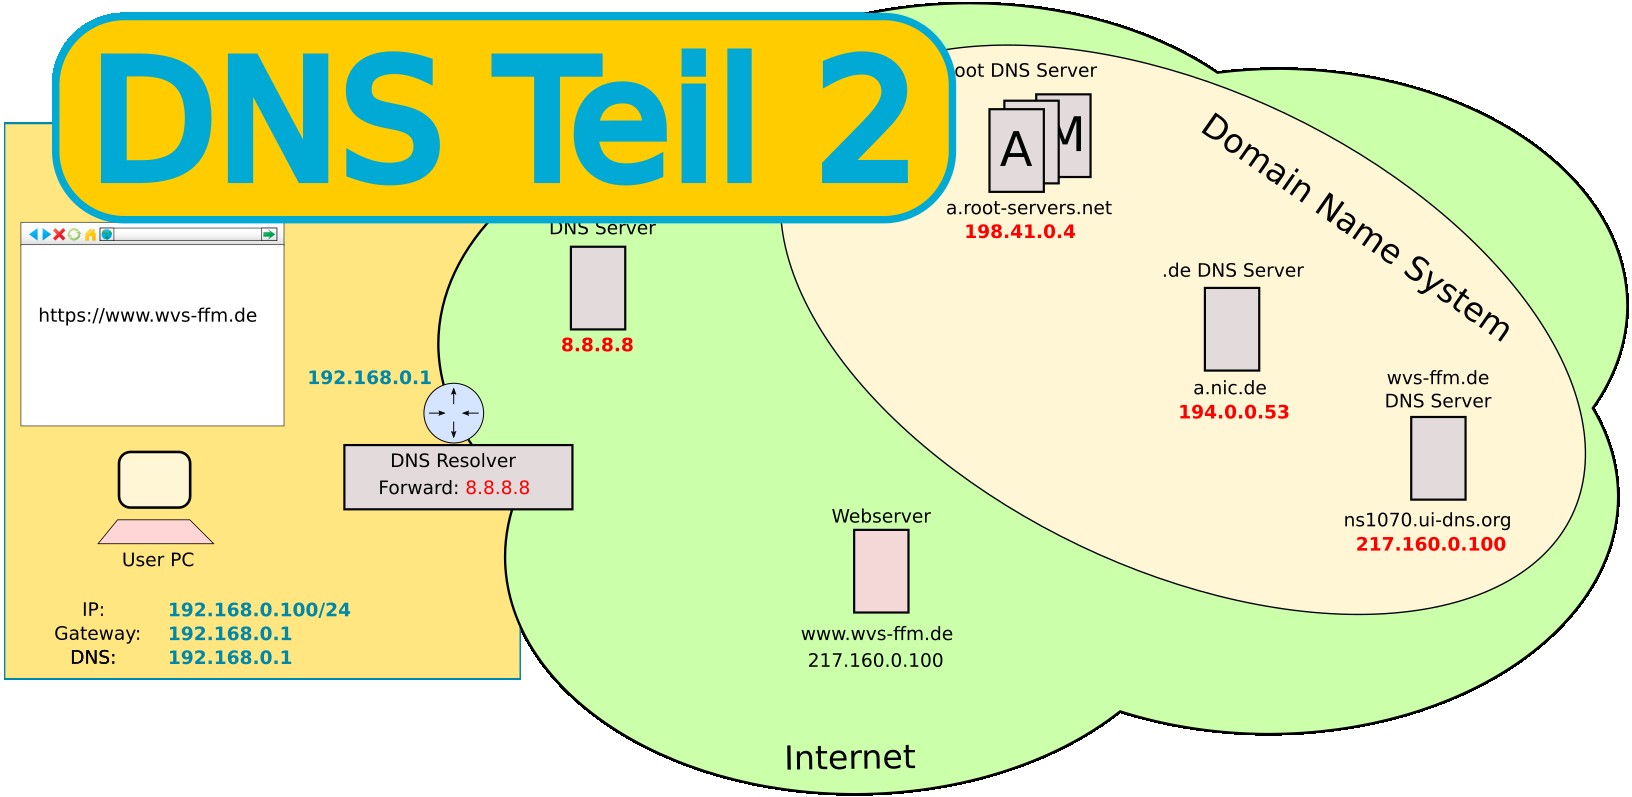 DNS Teil 2
oot DNS Server
A
M
a.root-servers.net
198.41.0.4
Domain Name System
DNS Server
8.8.8.8
https://www.wvs-ffm.de
.de DNS Server
a.nic.de
194.0.0.53
192.168.0.1
wvs-ffm.de
DNS Server
ns1070.ui-dns.org
217.160.0.100
DNS Resolver
Forward: 8.8.8.8
User PC
Webserver
www.wvs-ffm.de
217.160.0.100
IP: 192.168.0.100/24
Gateway: 192.168.0.1
DNS: 192.168.0.1
Internet